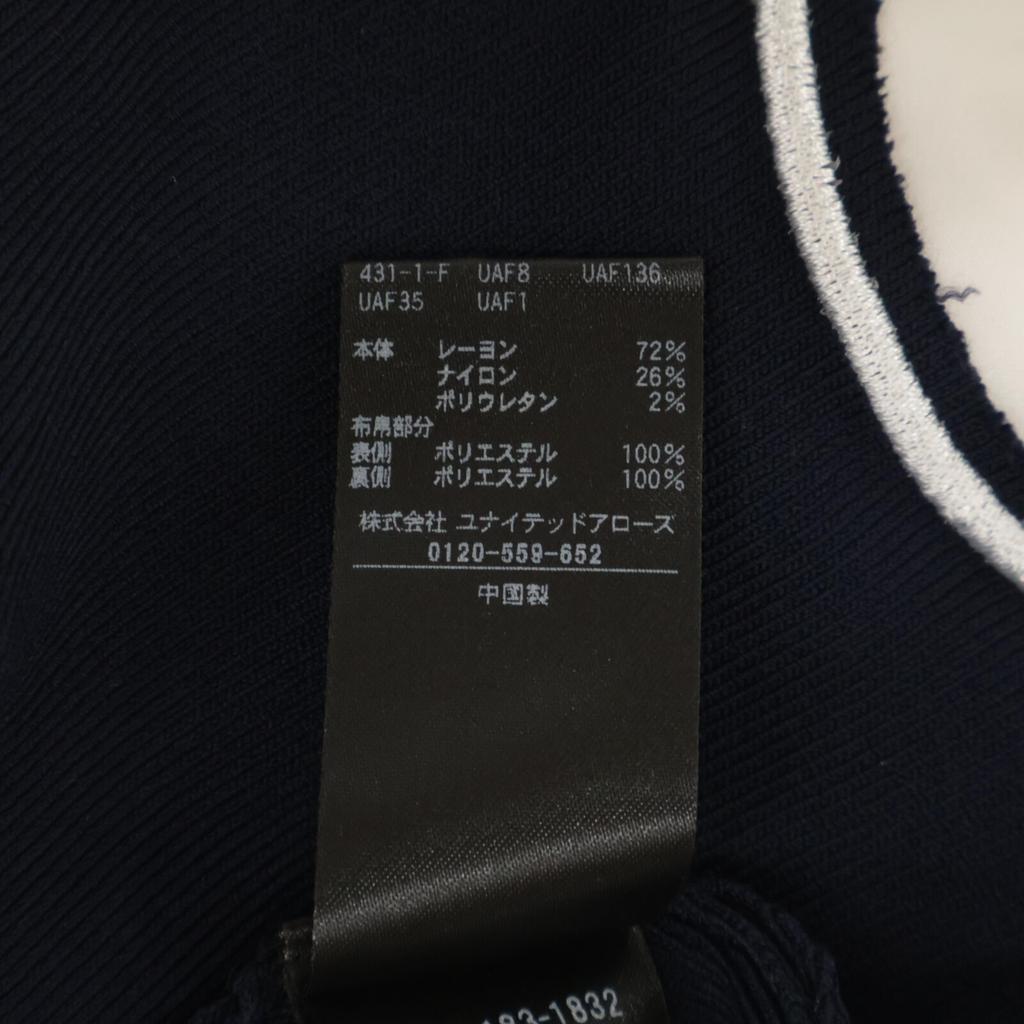 431-1-F UAF8 UAF136
UAF35 UAF1
本体 レーヨン 72%
ナイロン 26%
ポリウレタン 2%
布帛部分
表側 ポリエステル 100%
裏側 ポリエステル 100%
株式会社 ユナイテッドアローズ
0120-559-652
中国製
183-1832